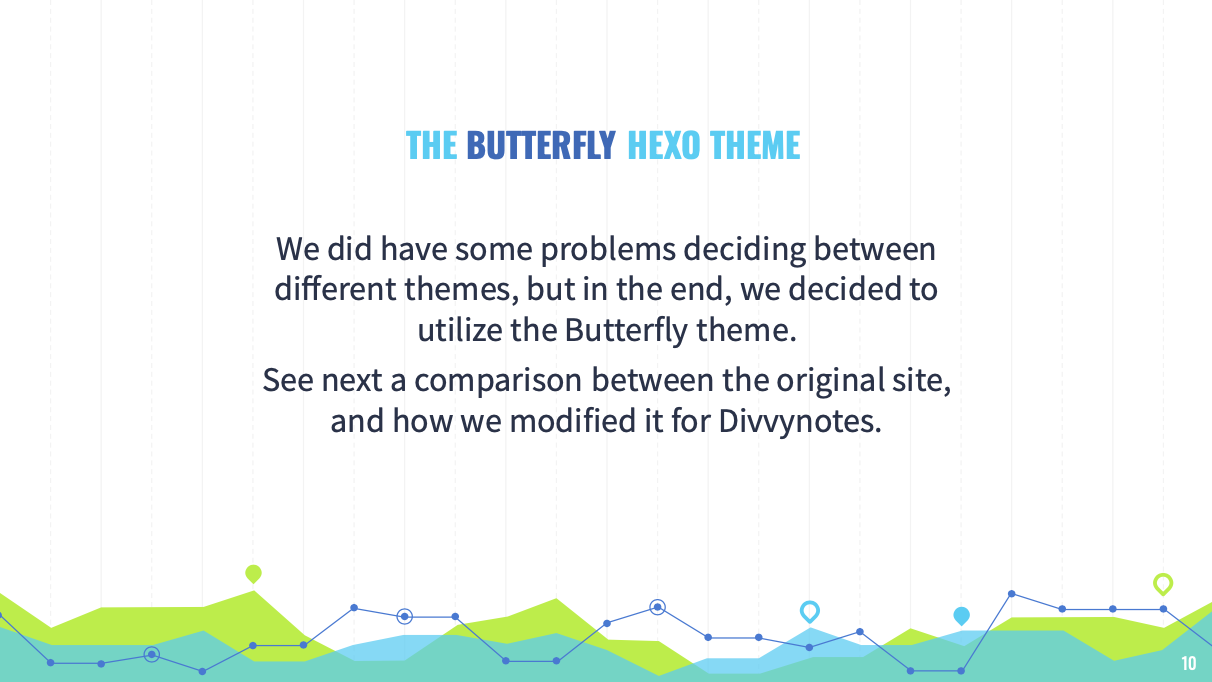 THE BUTTERFLY HEXO THEME
We did have some problems deciding between
different themes, but in the end, we decided to
utilize the Butterfly theme.
See next a comparison between the original site,
and how we modified it for Divvynotes.
10